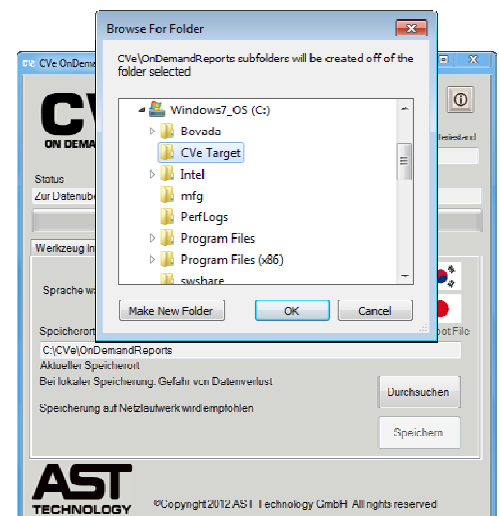 Browse For Folder
CVe\OnDemandReports subfolders will be created off of the
folder selected
Windows7_OS (C:)
Bovada
CVe Target
Intel
mfg
PerfLogs
Program Files
Program Files (x86)
swshare
Make New Folder OK Cancel
CVe OnDema
CV
ON DEMA
Status
Zur Datenübe
Werkzeug In
Sprache wä
Speicherort
C:\CVe\OnDemandReports
Aktueller Speicherort
Bei lokaler Speicherung: Gefahr von Datenverlust
Durchsuchen
Speicherung auf Netzlaufwerk wird empfohlen
Speichern
AST
TECHNOLOGY
©Copyright 2012 AST Technology GmbH All rights reserved